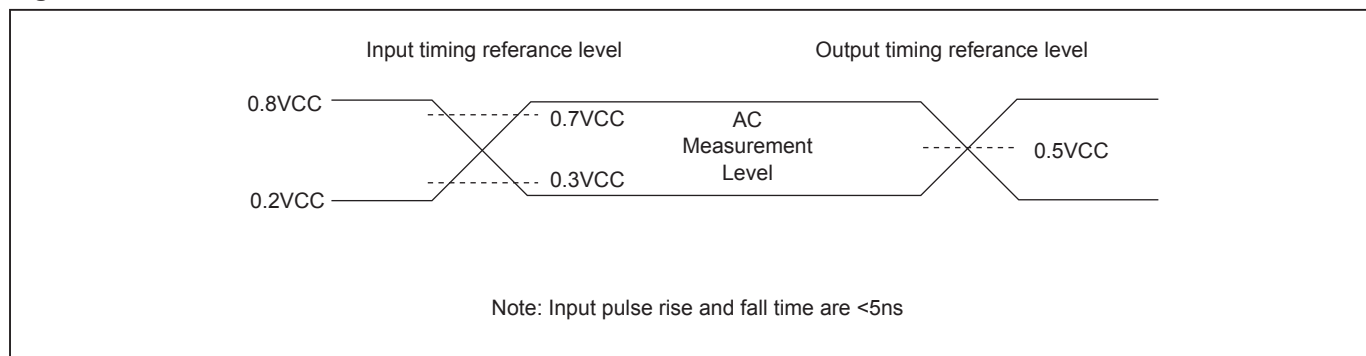 Input timing referance level
Output timing referance level
0.8VCC
0.7VCC
AC
Measurement
Level
0.5VCC
0.3VCC
0.2VCC
Note: Input pulse rise and fall time are <5ns